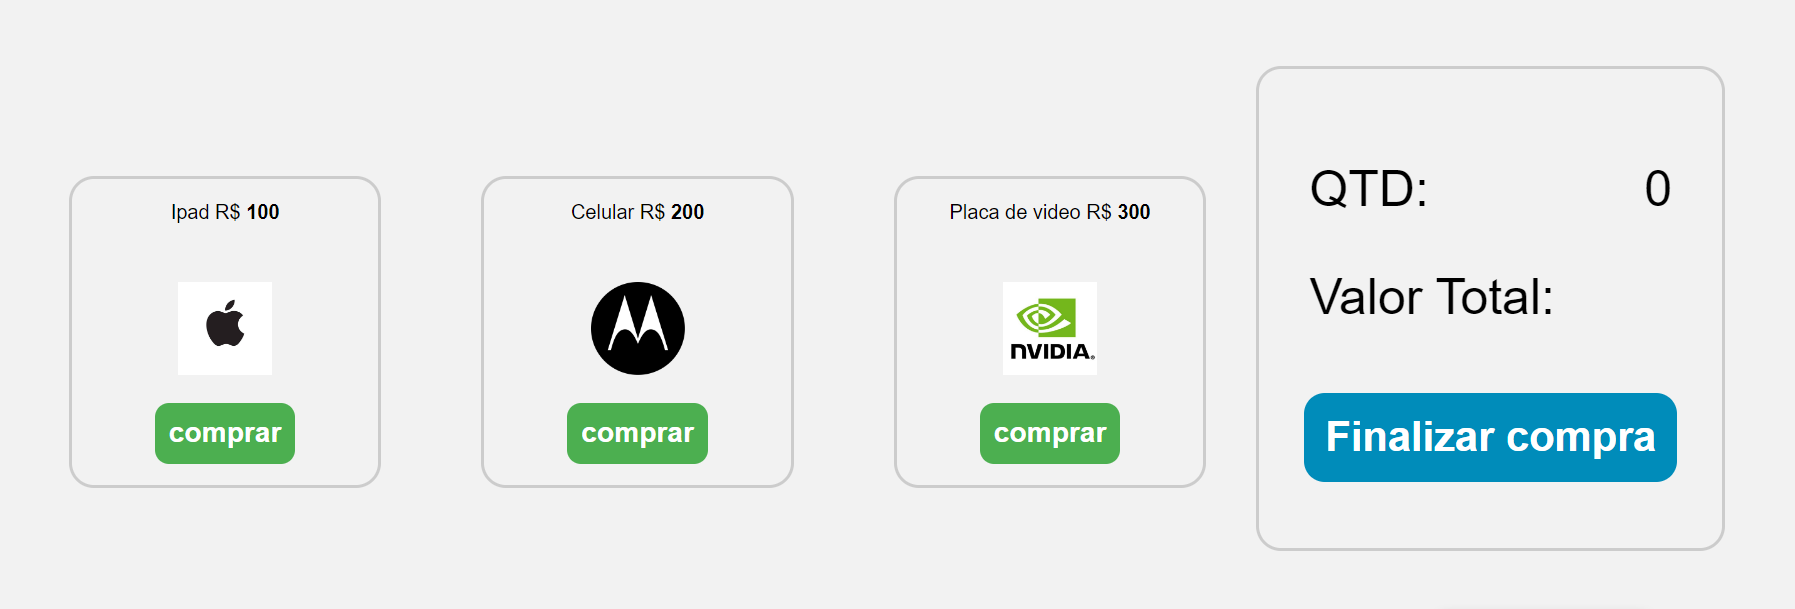 Ipad R$ 100
comprar
Celular R$ 200
comprar
Placa de video R$ 300
NVIDIA®
comprar
QTD: 0
Valor Total:
Finalizar compra